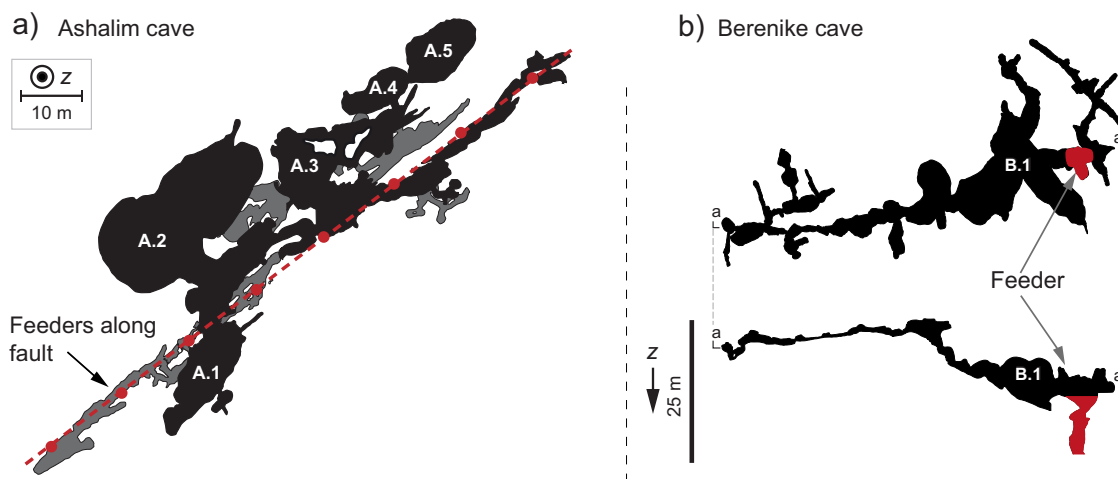 a) Ashalim cave
z
10 m
A.5
A.4
A.3
A.2
A.1
Feeders along
fault
b) Berenike cave
B.1
a
a
Feeder
z
25 m
a
B.1
a